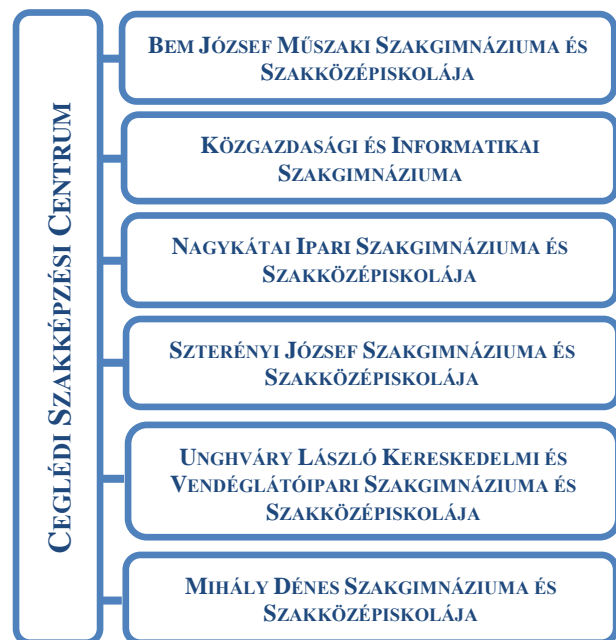 CEGLÉDI SZAKKÉPZÉSI CENTRUM
BEM JÓZSEF MŰSZAKI SZAKGIMNÁZIUMA ÉS
SZAKKÖZÉPISKOLÁJA
KÖZGAZDASÁGI ÉS INFORMATIKAI
SZAKGIMNÁZIUMA
NAGYKÁTAI IPARI SZAKGIMNÁZIUMA ÉS
SZAKKÖZÉPISKOLÁJA
SZTERÉNYI JÓZSEF SZAKGIMNÁZIUMA ÉS
SZAKKÖZÉPISKOLÁJA
UNGHVÁRY LÁSZLÓ KERESKEDELMI ÉS
VENDÉGLÁTÓIPARI SZAKGIMNÁZIUMA ÉS
SZAKKÖZÉPISKOLÁJA
MIHÁLY DÉNES SZAKGIMNÁZIUMA ÉS
SZAKKÖZÉPISKOLÁJA